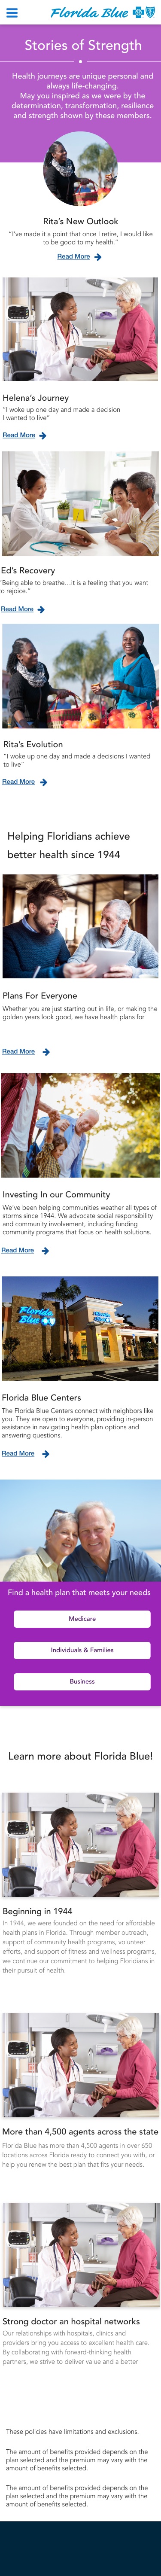 Florida Blue
Stories of Strength
Health journeys are unique personal and
always life-changing.
May you inspired as we were by the
determination, transformation, resilience
and strength shown by these members.
Rita's New Outlook
"I've made it a point that once I retire, I would like
to be good to my health."
Read More
Helena's Journey
"I woke up one day and made a decision
I wanted to live"
Read More
Ed's Recovery
"Being able to breathe...it is a feeling that you want
to rejoice."
Read More
Rita's Evolution
"I woke up one day and made a decisions I wanted
to live"
Read More
Helping Floridians achieve
better health since 1944
Plans For Everyone
Whether you are just starting out in life, or making the
golden years look good, we have health plans for
Read More
Investing In our Community
We've been helping communities weather all types of
storms since 1944. We advocate social responsibility
and community involvement, including funding
community programs that focus on health solutions.
Read More
Florida Blue
Florida Blue Centers
The Florida Blue Centers connect with neighbors like
you. They are open to everyone, providing in-person
assistance in navigating health plan options and
answering questions.
Read More
Find a health plan that meets your needs
Medicare
Individuals & Families
Business
Learn more about Florida Blue!
Beginning in 1944
In 1944, we were founded on the need for affordable
health plans in Florida. Through member outreach,
support of community health programs, volunteer
efforts, and support of fitness and wellness programs,
we continue our commitment to helping Floridians in
their pursuit of health.
More than 4,500 agents across the state
Florida Blue has more than 4,500 agents in over 650
locations across Florida ready to connect you with, or
help you renew the best plan that fits your needs.
Strong doctor an hospital networks
Our relationships with hospitals, clinics and
providers bring you access to excellent health care.
By collaborating with forward-thinking health
partners, we strive to deliver value and a better
These policies have limitations and exclusions.
The amount of benefits provided depends on the
plan selected and the premium may vary with the
amount of benefits selected.
The amount of benefits provided depends on the
plan selected and the premium may vary with the
amount of benefits selected.